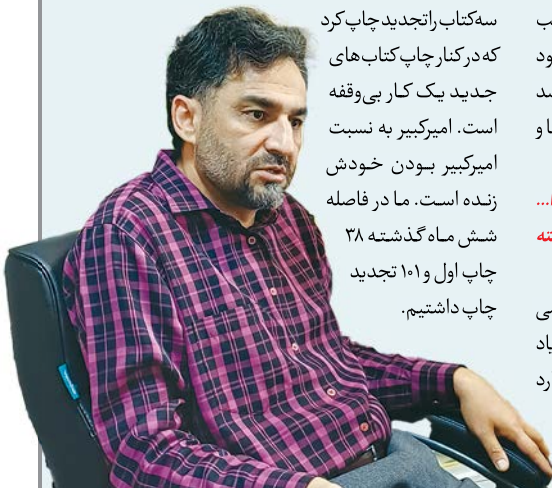 سه‌کتاب را تجدید چاپ کرد
که در کنار چاپ کتاب‌های
جدید یک کار بی‌وقفه
است. امیرکبیر به نسبت
امیرکبیر بودن خودش
زنده است. ما در فاصله
شش ماه گذشته ۳۸
چاپ اول و ۱۰۱ تجدید
چاپ داشتیم.